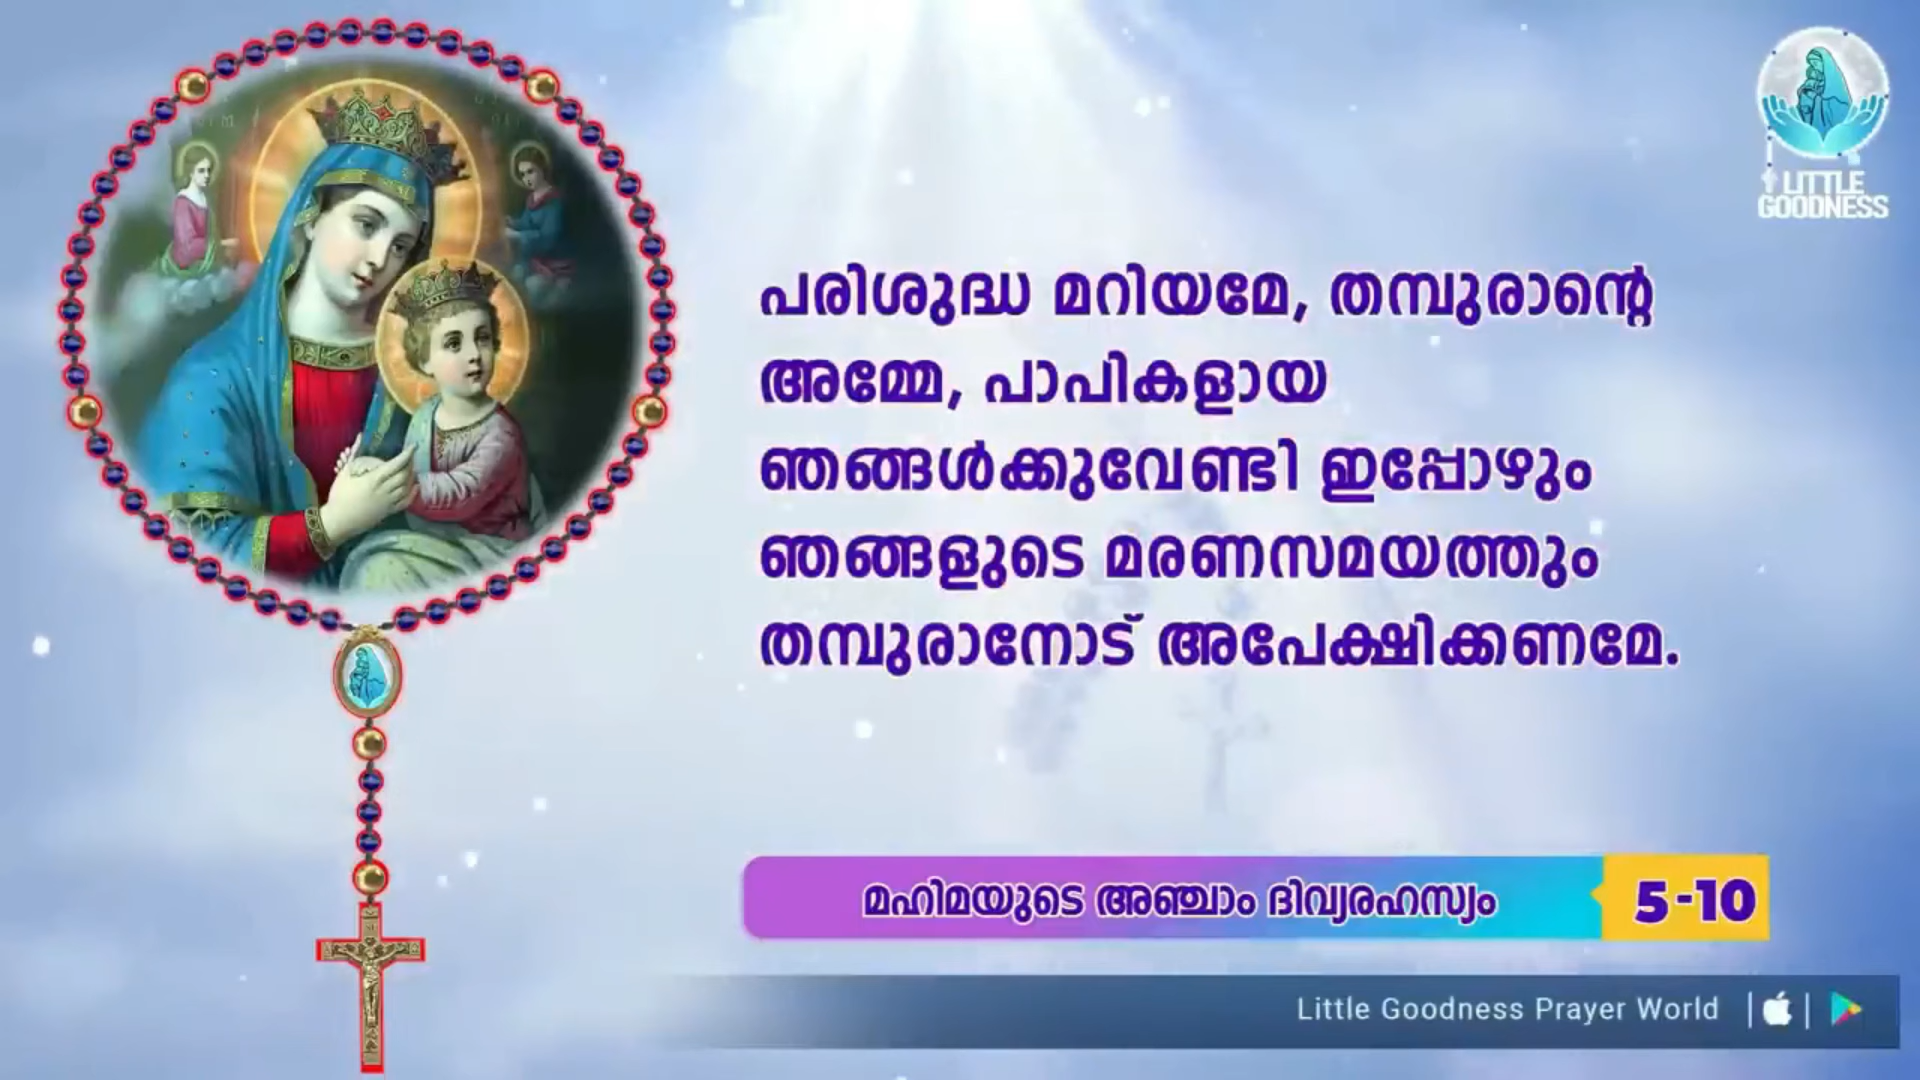 LITTLE
GOODNESS
പരിശുദ്ധ മറിയമേ, തമ്പുരാന്റെ
അമ്മേ, പാപികളായ
ഞങ്ങൾക്കുവേണ്ടി ഇപ്പോഴും
ഞങ്ങളുടെ മരണസമയത്തും
തമ്പുരാനോട് അപേക്ഷിക്കണമേ.
മഹിമയുടെ അഞ്ചാം ദിവ്യരഹസ്യം 5-10
Little Goodness Prayer World